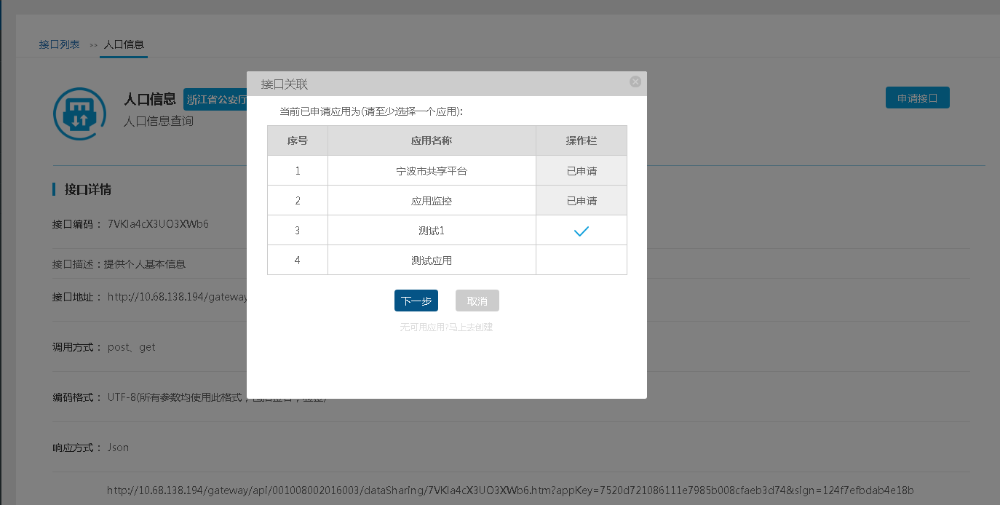 接口列表 >> 人口信息
人口信息 浙江省公安厅
人口信息查询
申请接口
接口关联
当前已申请应用为(请至少选择一个应用):
序号 应用名称 操作栏
1 宁波市共享平台 已申请
2 应用监控 已申请
3 测试1
4 测试应用
下一步 取消
无可用应用?马上去创建
接口详情
接口编码： 7VKIa4cX3UO3XWb6
接口描述：提供个人基本信息
接口地址： http://10.68.138.194/gateway
调用方式： post、get
编码格式： UTF-8(所有参数均使用此格式，
响应方式： Json
http://10.68.138.194/gateway/api/001008002016003/dataSharing/7VKIa4cX3UO3XWb6.htm?appKey=7520d721086111e7985b008cfaeb3d74&sign=124f7efbdab4e18b